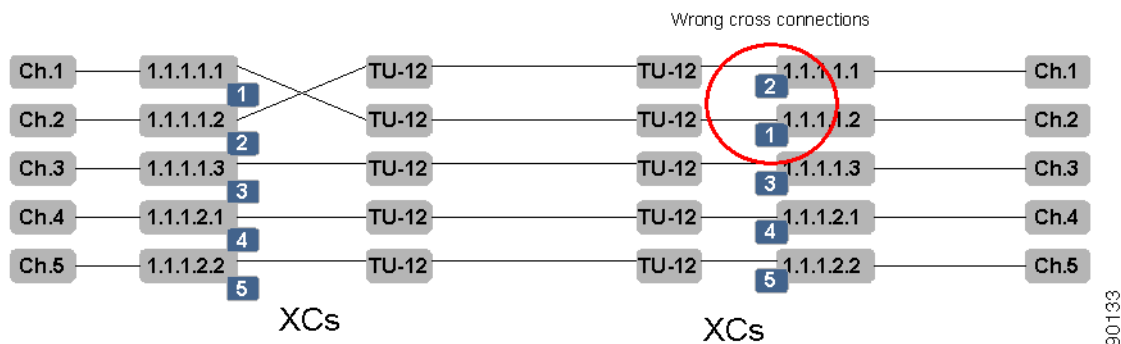 Wrong cross connections
Ch.1 1.1.1.1.1 TU-12 TU-12 1.1.1.1.1 Ch.1
1 2
Ch.2 1.1.1.1.2 TU-12 TU-12 1.1.1.1.2 Ch.2
2 1
Ch.3 1.1.1.1.3 TU-12 TU-12 1.1.1.1.3 Ch.3
3 3
Ch.4 1.1.1.2.1 TU-12 TU-12 1.1.1.2.1 Ch.4
4 4
Ch.5 1.1.1.2.2 TU-12 TU-12 1.1.1.2.2 Ch.5
5 5
XCs XCs
90133